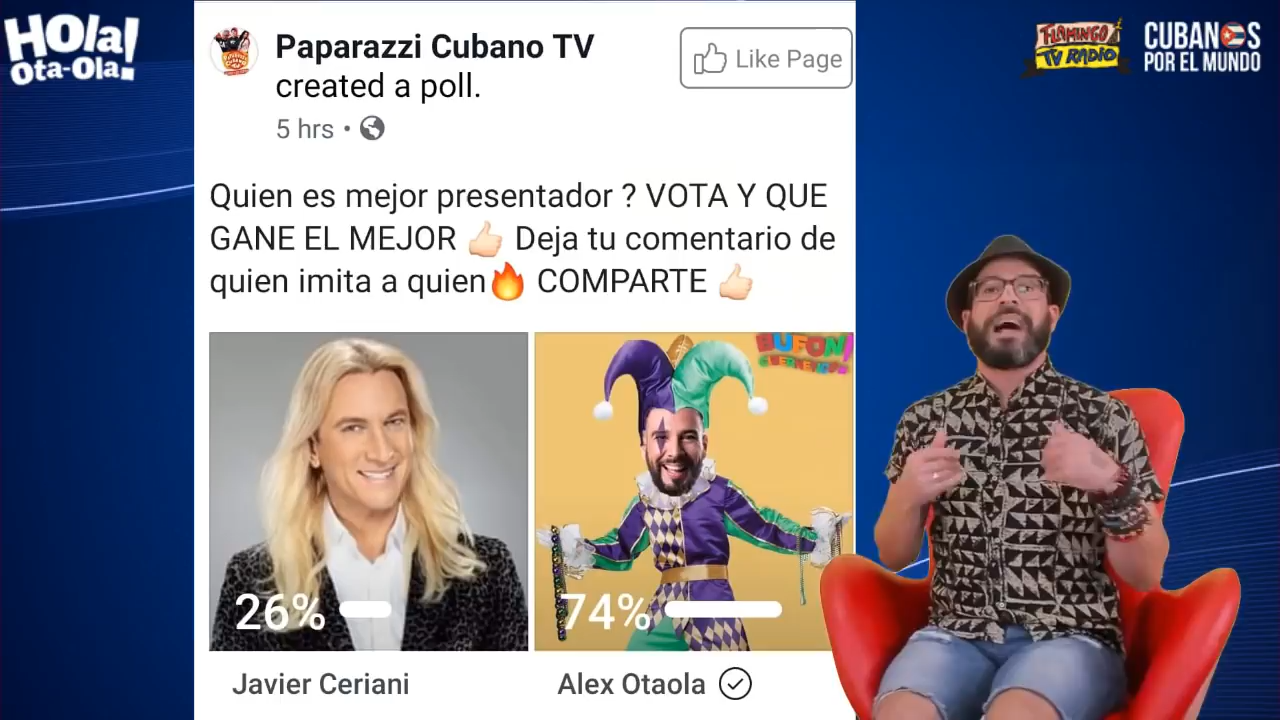 Hola!
Ota-Ola!
Paparazzi Cubano TV
created a poll.
5 hrs •
Like Page
FLAMINGO
TV RADIO
CUBANOS
POR EL MUNDO
Quien es mejor presentador ? VOTA Y QUE
GANE EL MEJOR 👍🏻 Deja tu comentario de
quien imita a quien🔥 COMPARTE 👍🏻
BUFON
26%
74%
Javier Ceriani
Alex Otaola